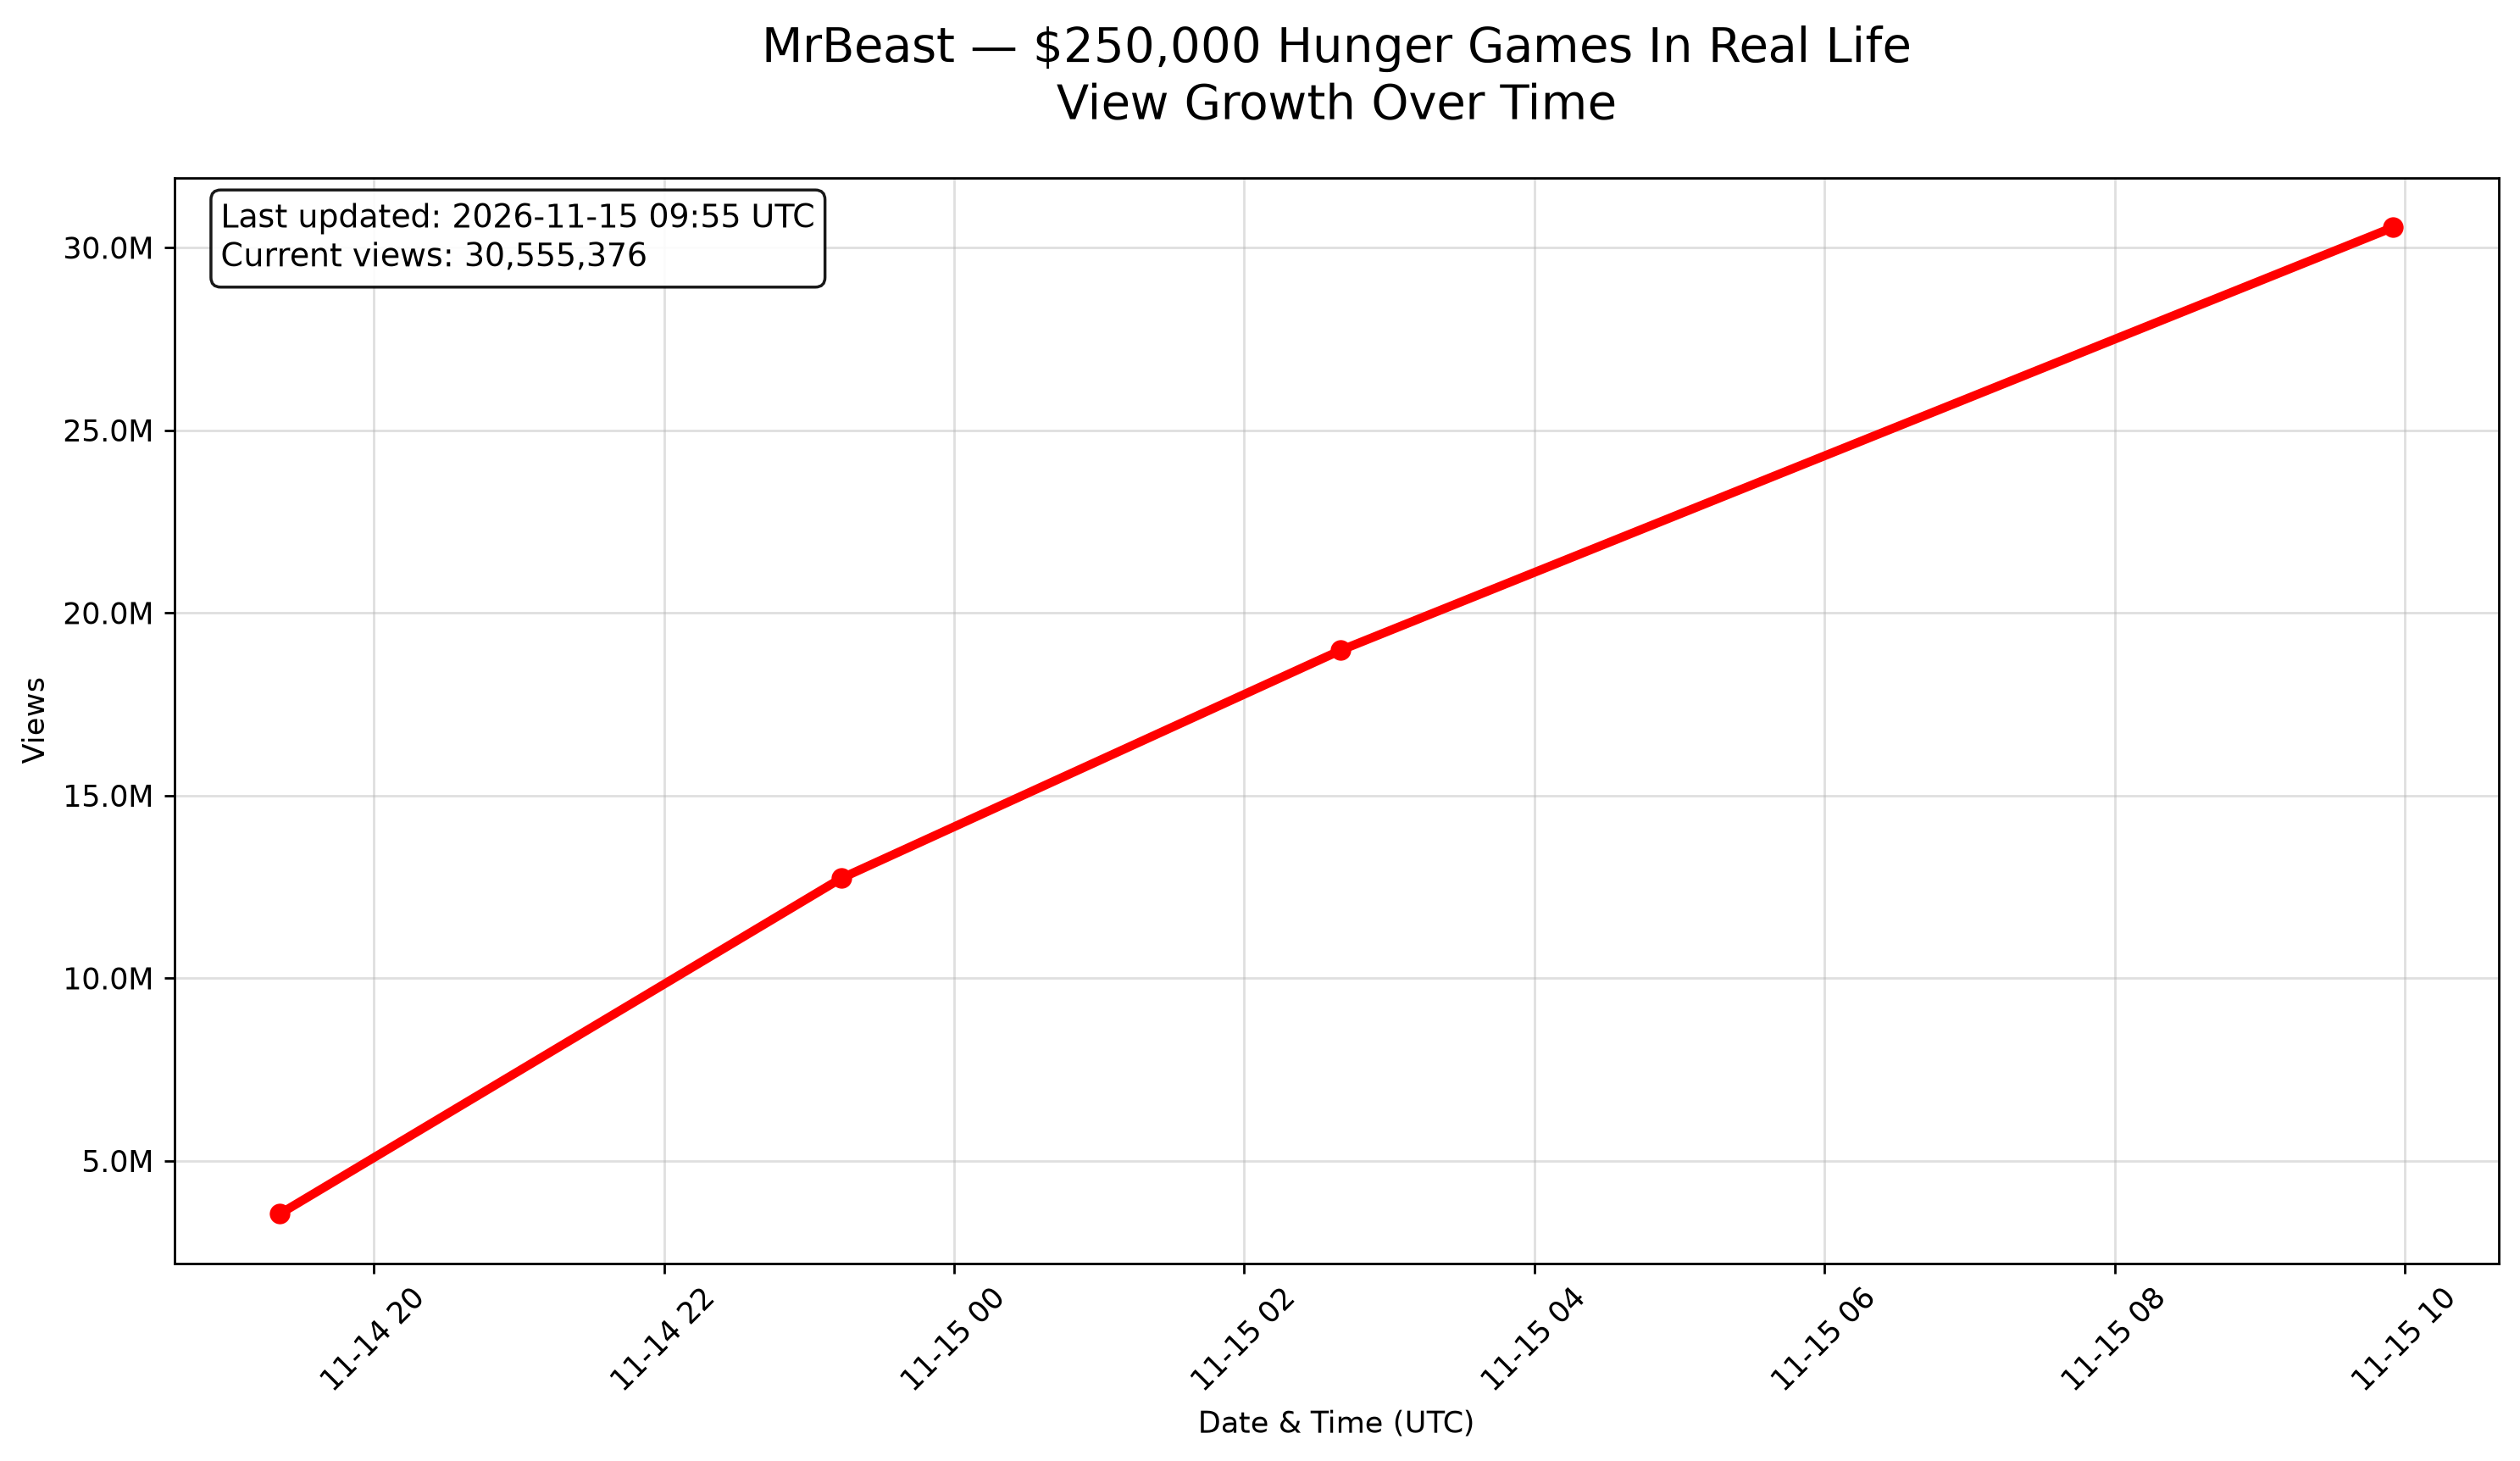 MrBeast — $250,000 Hunger Games In Real Life
View Growth Over Time
Last updated: 2026-11-15 09:55 UTC
Current views: 30,555,376
30.0M
25.0M
20.0M
15.0M
10.0M
5.0M
Views
11-14 20
11-14 22
11-15 00
11-15 02
11-15 04
11-15 06
11-15 08
11-15 10
Date & Time (UTC)